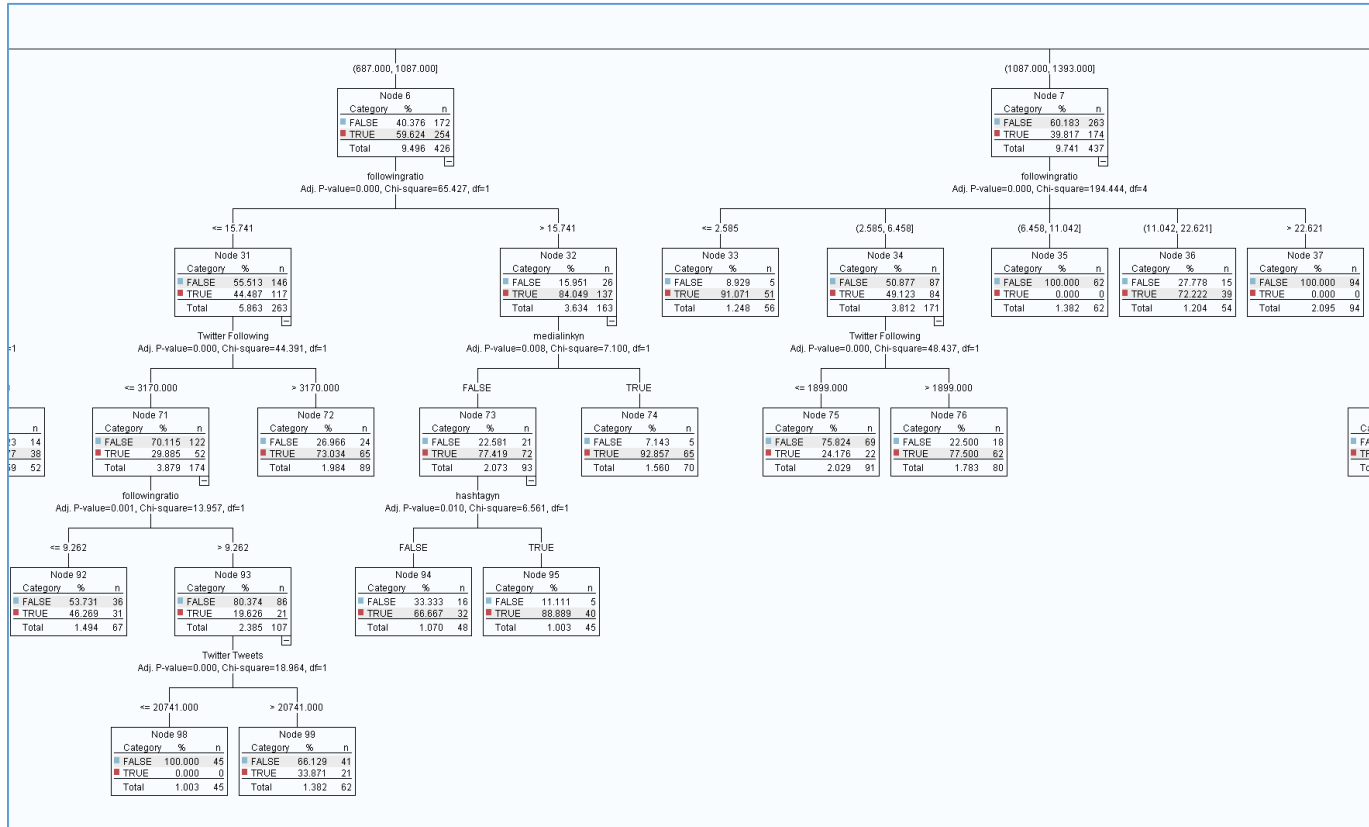 (687.000, 1087.000]
(1087.000, 1393.000]
Node 6
Category % n
FALSE 40.376 172
TRUE 59.624 254
Total 9.496 426
Node 7
Category % n
FALSE 60.183 263
TRUE 39.817 174
Total 9.741 437
followingratio
Adj. P-value=0.000, Chi-square=65.427, df=1
followingratio
Adj. P-value=0.000, Chi-square=194.444, df=4
<= 15.741
> 15.741
<= 2.585
(2.585, 6.458]
(6.458, 11.042]
(11.042, 22.621]
> 22.621
Node 31
Category % n
FALSE 55.513 146
TRUE 44.487 117
Total 5.863 263
Node 32
Category % n
FALSE 15.951 26
TRUE 84.049 137
Total 3.634 163
Node 33
Category % n
FALSE 8.929 5
TRUE 91.071 51
Total 1.248 56
Node 34
Category % n
FALSE 50.877 87
TRUE 49.123 84
Total 3.812 171
Node 35
Category % n
FALSE 100.000 62
TRUE 0.000 0
Total 1.382 62
Node 36
Category % n
FALSE 27.778 15
TRUE 72.222 39
Total 1.204 54
Node 37
Category % n
FALSE 100.000 94
TRUE 0.000 0
Total 2.095 94
=1
Twitter Following
Adj. P-value=0.000, Chi-square=44.391, df=1
medialinkyn
Adj. P-value=0.008, Chi-square=7.100, df=1
Twitter Following
Adj. P-value=0.000, Chi-square=48.437, df=1
<= 3170.000
> 3170.000
FALSE
TRUE
<= 1899.000
> 1899.000
n
23 14
77 38
59 52
Node 71
Category % n
FALSE 70.115 122
TRUE 29.885 52
Total 3.879 174
Node 72
Category % n
FALSE 26.966 24
TRUE 73.034 65
Total 1.984 89
Node 73
Category % n
FALSE 22.581 21
TRUE 77.419 72
Total 2.073 93
Node 74
Category % n
FALSE 7.143 5
TRUE 92.857 65
Total 1.560 70
Node 75
Category % n
FALSE 75.824 69
TRUE 24.176 22
Total 2.029 91
Node 76
Category % n
FALSE 22.500 18
TRUE 77.500 62
Total 1.783 80
followingratio
Adj. P-value=0.001, Chi-square=13.957, df=1
hashtagyn
Adj. P-value=0.010, Chi-square=6.561, df=1
<= 9.262
> 9.262
FALSE
TRUE
Node 92
Category % n
FALSE 53.731 36
TRUE 46.269 31
Total 1.494 67
Node 93
Category % n
FALSE 80.374 86
TRUE 19.626 21
Total 2.385 107
Node 94
Category % n
FALSE 33.333 16
TRUE 66.667 32
Total 1.070 48
Node 95
Category % n
FALSE 11.111 5
TRUE 88.889 40
Total 1.003 45
Twitter Tweets
Adj. P-value=0.000, Chi-square=18.964, df=1
<= 20741.000
> 20741.000
Node 98
Category % n
FALSE 100.000 45
TRUE 0.000 0
Total 1.003 45
Node 99
Category % n
FALSE 66.129 41
TRUE 33.871 21
Total 1.382 62